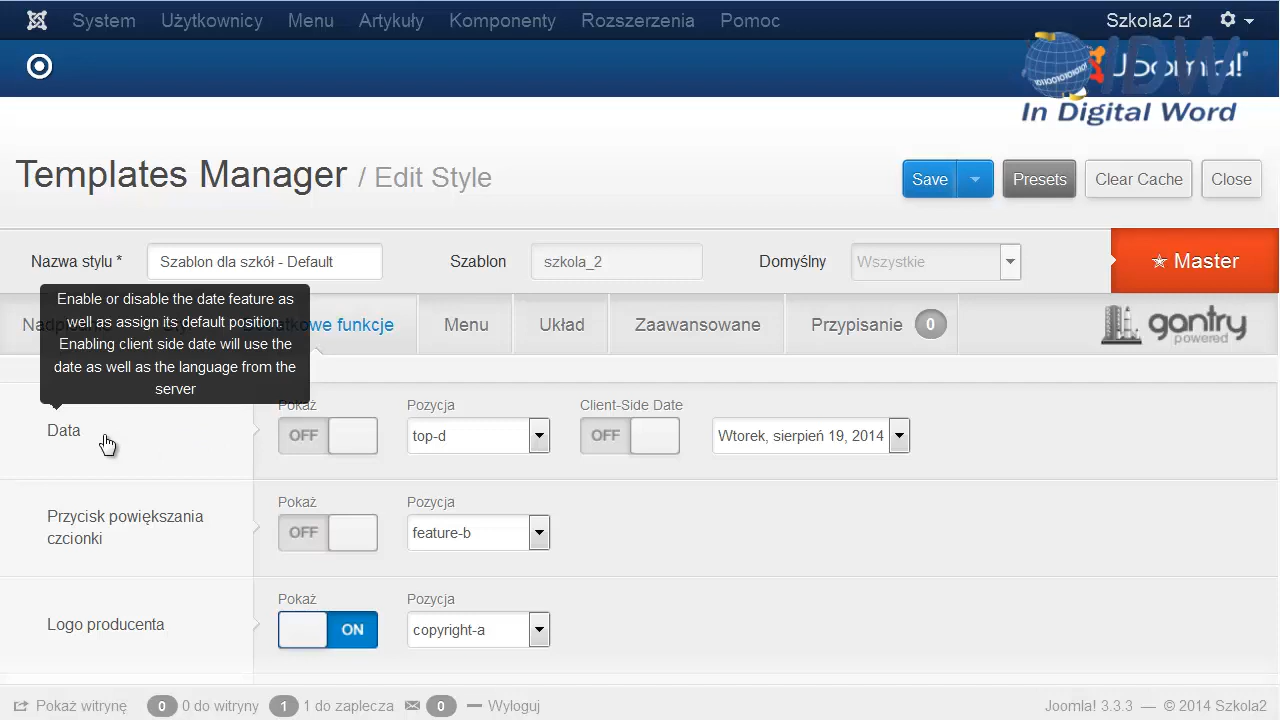 System Użytkownicy Menu Artykuły Komponenty Rozszerzenia Pomoc Szkola2
Joomla!
IDW
In Digital Word
Templates Manager / Edit Style
Save Presets Clear Cache Close
Nazwa stylu * Szablon dla szkół - Default Szablon szkola_2 Domyślny Wszystkie Master
Enable or disable the date feature as
well as assign its default position.
Enabling client side date will use the
date as well as the language from the
server
funkcje Menu Układ Zaawansowane Przypisanie 0 gantry
powered
Pokaż Pozycja Client-Side Date
Data OFF top-d OFF Wtorek, sierpień 19, 2014
Pokaż Pozycja
Przycisk powiększania
czcionki OFF feature-b
Pokaż Pozycja
Logo producenta ON copyright-a
Pokaż witrynę 0 0 do witryny 1 1 do zaplecza 0 Wyloguj Joomla! 3.3.3 — © 2014 Szkola2